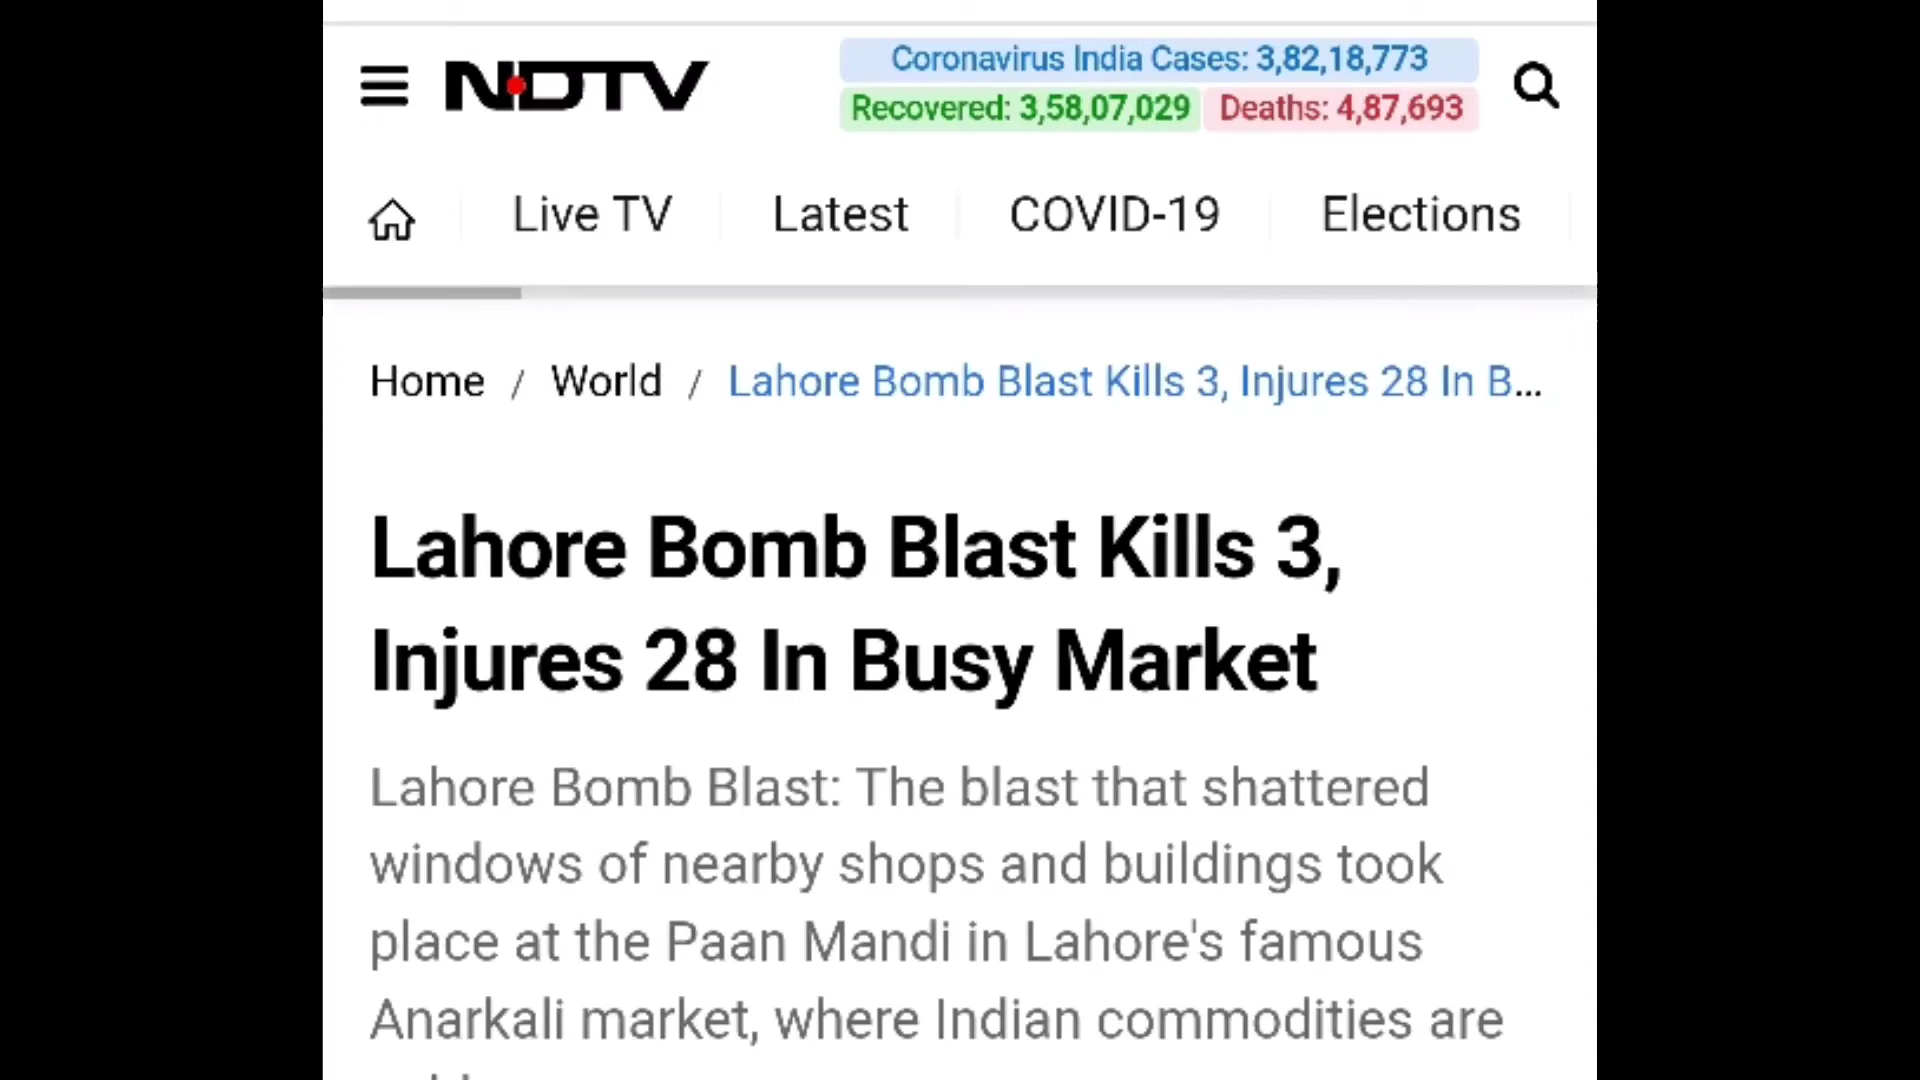 NDTV
Coronavirus India Cases: 3,82,18,773
Recovered: 3,58,07,029 Deaths: 4,87,693
Live TV Latest COVID-19 Elections
Home / World / Lahore Bomb Blast Kills 3, Injures 28 In B...
Lahore Bomb Blast Kills 3,
Injures 28 In Busy Market
Lahore Bomb Blast: The blast that shattered
windows of nearby shops and buildings took
place at the Paan Mandi in Lahore's famous
Anarkali market, where Indian commodities are